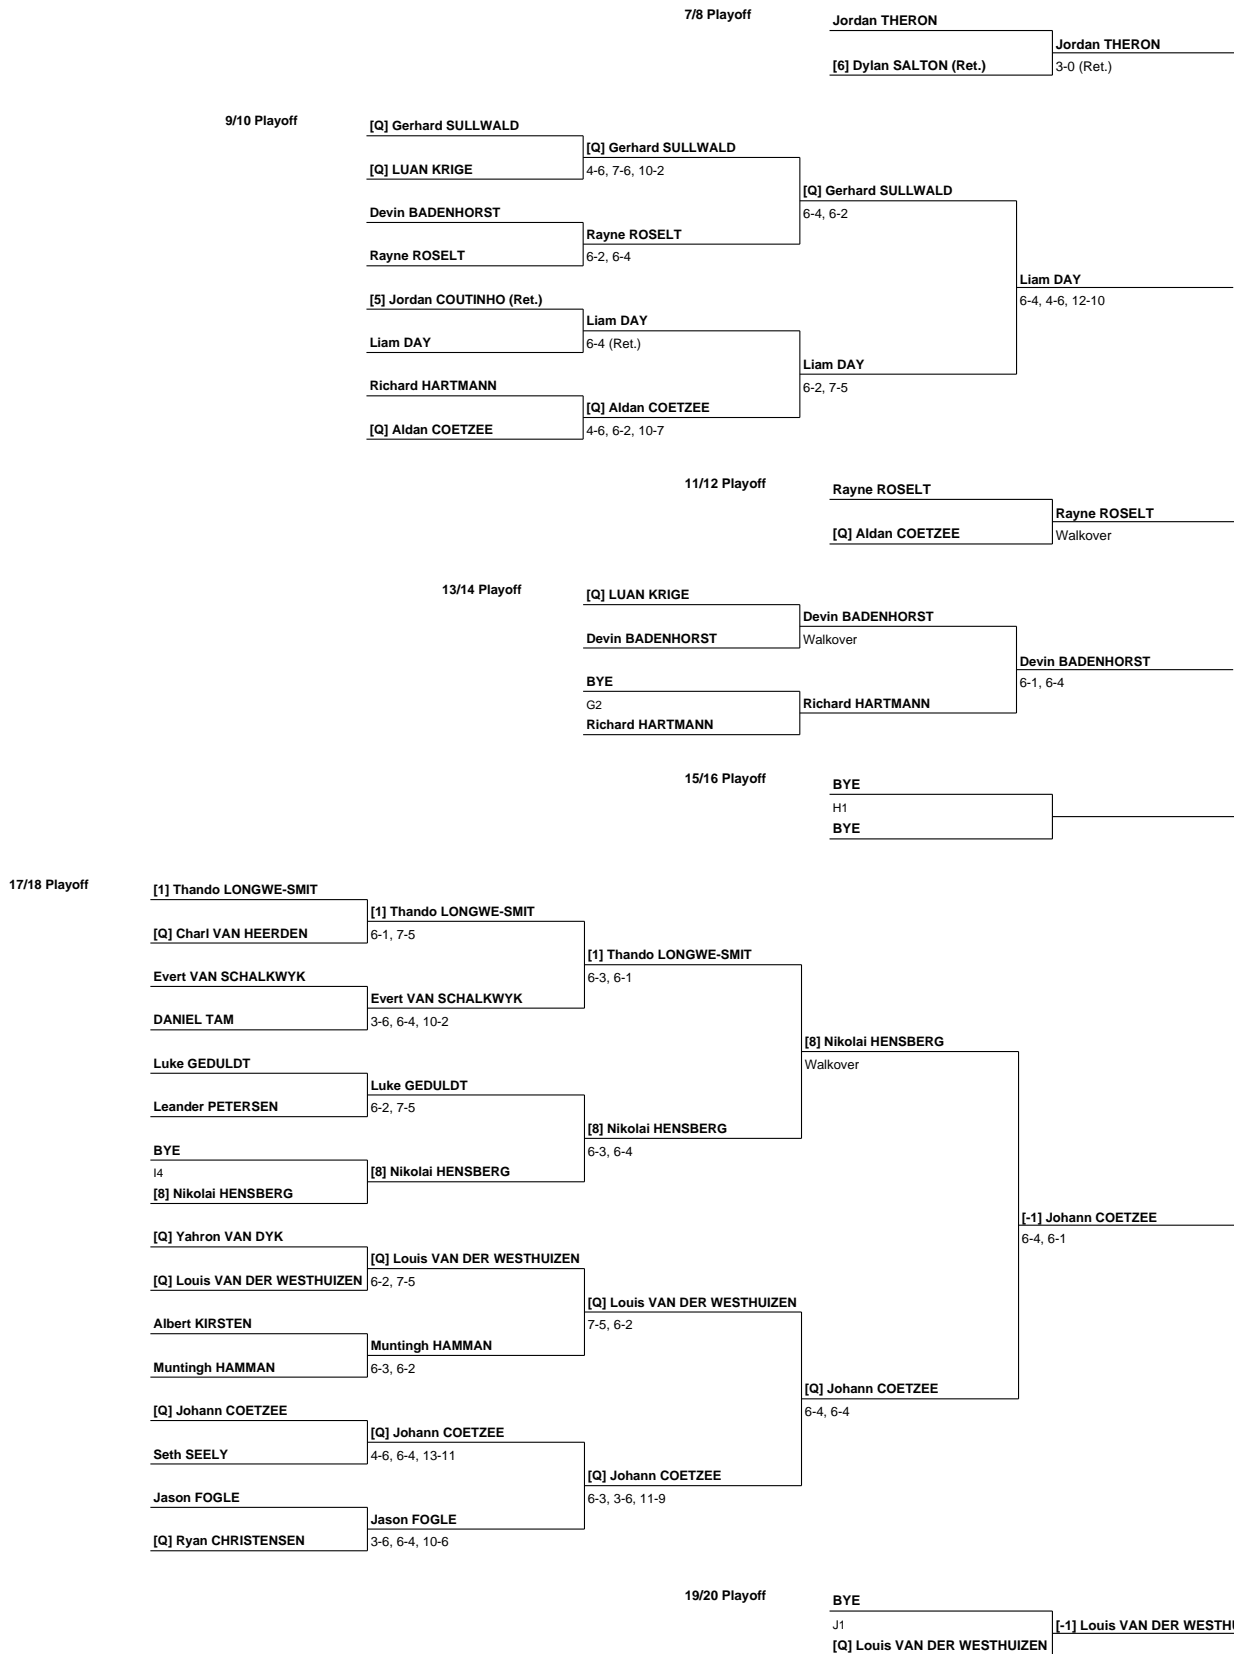 7/8 Playoff
Jordan THERON
Jordan THERON
[6] Dylan SALTON (Ret.)
3-0 (Ret.)
9/10 Playoff
[Q] Gerhard SULLWALD
[Q] Gerhard SULLWALD
[Q] LUAN KRIGE
4-6, 7-6, 10-2
[Q] Gerhard SULLWALD
Devin BADENHORST
6-4, 6-2
Rayne ROSELT
Rayne ROSELT
6-2, 6-4
Liam DAY
[5] Jordan COUTINHO (Ret.)
6-4, 4-6, 12-10
Liam DAY
Liam DAY
6-4 (Ret.)
Liam DAY
Richard HARTMANN
6-2, 7-5
[Q] Aldan COETZEE
[Q] Aldan COETZEE
4-6, 6-2, 10-7
11/12 Playoff
Rayne ROSELT
Rayne ROSELT
[Q] Aldan COETZEE
Walkover
13/14 Playoff
[Q] LUAN KRIGE
Devin BADENHORST
Devin BADENHORST
Walkover
Devin BADENHORST
BYE
6-1, 6-4
G2
Richard HARTMANN
Richard HARTMANN
15/16 Playoff
BYE
H1
BYE
17/18 Playoff
[1] Thando LONGWE-SMIT
[1] Thando LONGWE-SMIT
[Q] Charl VAN HEERDEN
6-1, 7-5
[1] Thando LONGWE-SMIT
Evert VAN SCHALKWYK
6-3, 6-1
Evert VAN SCHALKWYK
DANIEL TAM
3-6, 6-4, 10-2
[8] Nikolai HENSBERG
Luke GEDULDT
Walkover
Luke GEDULDT
Leander PETERSEN
6-2, 7-5
[8] Nikolai HENSBERG
BYE
6-3, 6-4
I4
[8] Nikolai HENSBERG
[8] Nikolai HENSBERG
[-1] Johann COETZEE
[Q] Yahron VAN DYK
6-4, 6-1
[Q] Louis VAN DER WESTHUIZEN
[Q] Louis VAN DER WESTHUIZEN
6-2, 7-5
[Q] Louis VAN DER WESTHUIZEN
Albert KIRSTEN
7-5, 6-2
Muntingh HAMMAN
Muntingh HAMMAN
6-3, 6-2
[Q] Johann COETZEE
[Q] Johann COETZEE
6-4, 6-4
[Q] Johann COETZEE
Seth SEELY
4-6, 6-4, 13-11
[Q] Johann COETZEE
Jason FOGLE
6-3, 3-6, 11-9
Jason FOGLE
[Q] Ryan CHRISTENSEN
3-6, 6-4, 10-6
19/20 Playoff
BYE
J1
[-1] Louis VAN DER
[Q] Louis VAN DER WESTHUIZEN